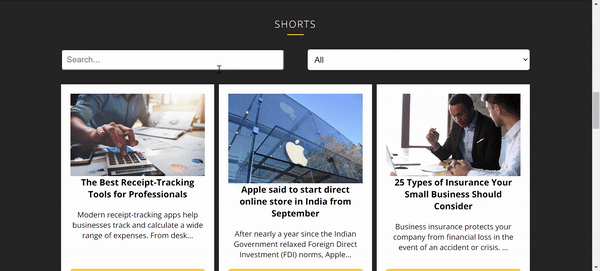 SHORTS
Search...
All
The Best Receipt-Tracking
Tools for Professionals
Modern receipt-tracking apps help
businesses track and calculate a wide
range of expenses. From desk...
Apple said to start direct
online store in India from
September
After nearly a year since the Indian
Government relaxed Foreign Direct
Investment (FDI) norms, Apple...
25 Types of Insurance Your
Small Business Should
Consider
Business insurance protects your
company from financial loss in the
event of an accident or crisis. ...